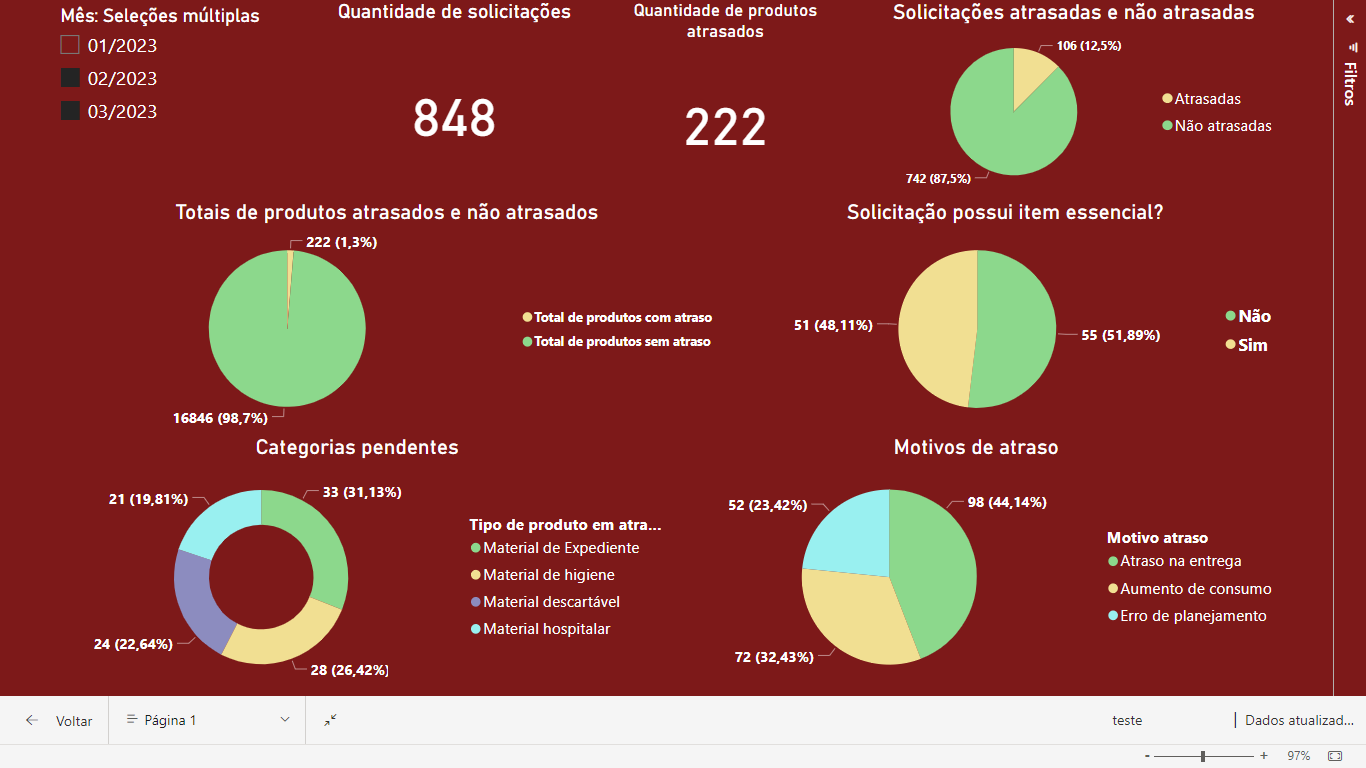 Mês: Seleções múltiplas
01/2023
02/2023
03/2023
Quantidade de solicitações
848
Quantidade de produtos
atrasados
222
Solicitações atrasadas e não atrasadas
106 (12,5%)
742 (87,5%)
Atrasadas
Não atrasadas
Filtros
Totais de produtos atrasados e não atrasados
222 (1,3%)
16846 (98,7%)
Total de produtos com atraso
Total de produtos sem atraso
Solicitação possui item essencial?
51 (48,11%)
55 (51,89%)
Não
Sim
Categorias pendentes
21 (19,81%)
33 (31,13%)
24 (22,64%)
28 (26,42%)
Tipo de produto em atra...
Material de Expediente
Material de higiene
Material descartável
Material hospitalar
Motivos de atraso
52 (23,42%)
98 (44,14%)
72 (32,43%)
Motivo atraso
Atraso na entrega
Aumento de consumo
Erro de planejamento
Voltar
Página 1
teste
Dados atualizad...
- + 97%